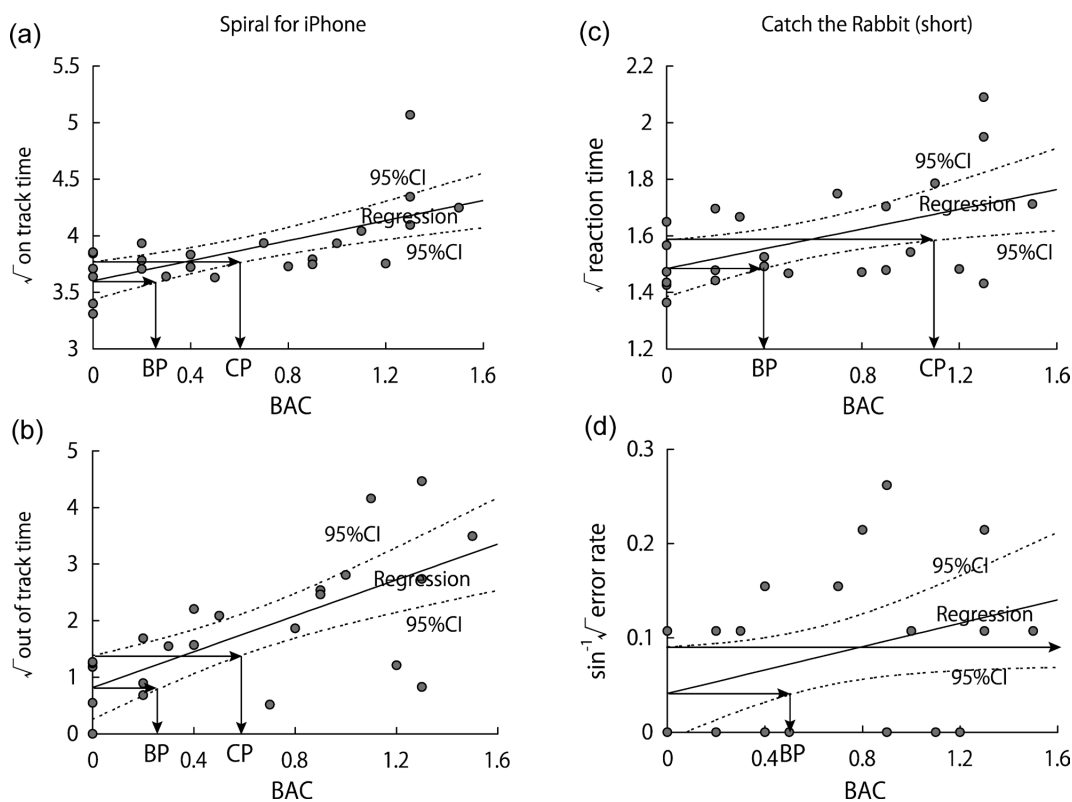 (a)
Spiral for iPhone
5.5
5
4.5
4
3.5
3
√ on track time
95%CI
Regression
95%CI
0
BP
0.4
CP
0.8
1.2
1.6
BAC
(c)
Catch the Rabbit (short)
2.2
2
1.8
1.6
1.4
1.2
√ reaction time
95%CI
Regression
95%CI
0
BP
0.4
0.8
CP
1.2
1.6
BAC
(b)
5
4
3
2
1
0
√ out of track time
95%CI
Regression
95%CI
0
BP
0.4
CP
0.8
1.2
1.6
BAC
(d)
0.3
0.2
0.1
0
sin⁻¹√ error rate
95%CI
Regression
95%CI
0
0.4
BP
0.8
1.2
1.6
BAC